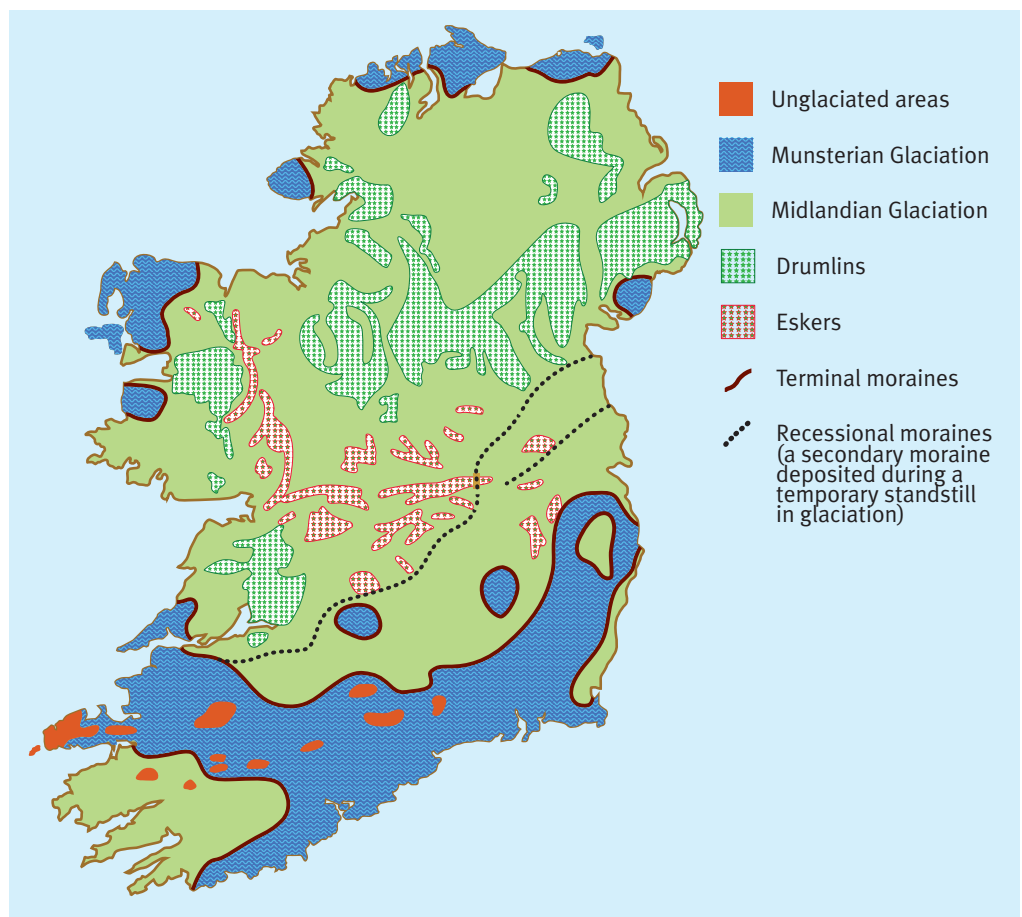 Unglaciated areas
Munsterian Glaciation
Midlandian Glaciation
Drumlins
Eskers
Terminal moraines
Recessional moraines
(a secondary moraine
deposited during a
temporary standstill
in glaciation)